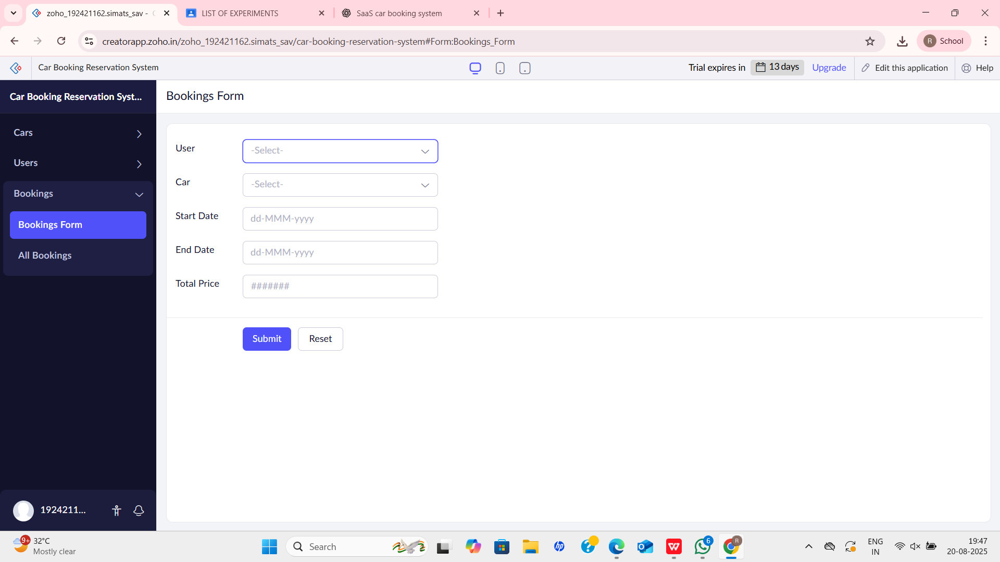 zoho_192421162.simats_sav -
LIST OF EXPERIMENTS
SaaS car booking system
creatorapp.zoho.in/zoho_192421162.simats_sav/car-booking-reservation-system#Form:Bookings_Form
R School
Car Booking Reservation System
Trial expires in 13 days Upgrade
Edit this application
Help
Car Booking Reservation Syst...
Cars
Users
Bookings
Bookings Form
All Bookings
1924211...
Bookings Form
User -Select-
Car -Select-
Start Date dd-MMM-yyyy
End Date dd-MMM-yyyy
Total Price #######
Submit Reset
9+
32°C
Mostly clear
Search
hp
6
R
ENG
IN
19:47
20-08-2025